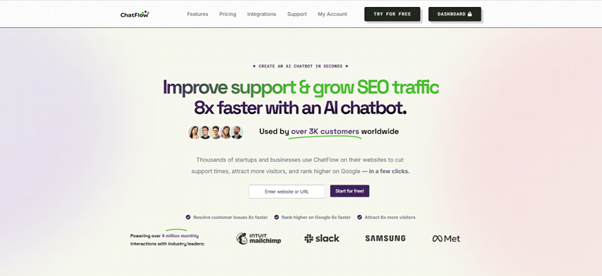 ChatFlow
Features Pricing Integrations Support My Account TRY FOR FREE DASHBOARD
CREATE AN AI CHATBOT IN SECONDS
Improve support & grow SEO traffic
8x faster with an AI chatbot.
Used by over 3K customers worldwide
Thousands of startups and businesses use ChatFlow on their websites to cut
support times, attract more visitors, and rank higher on Google — in a few clicks.
Enter website or URL Start for free!
Resolve customer issues 8x faster Rank higher on Google 6x faster Attract 8x more visitors
Powering over 4 million monthly
interactions with industry leaders:
INTUIT
mailchimp
slack
SAMSUNG
Meta